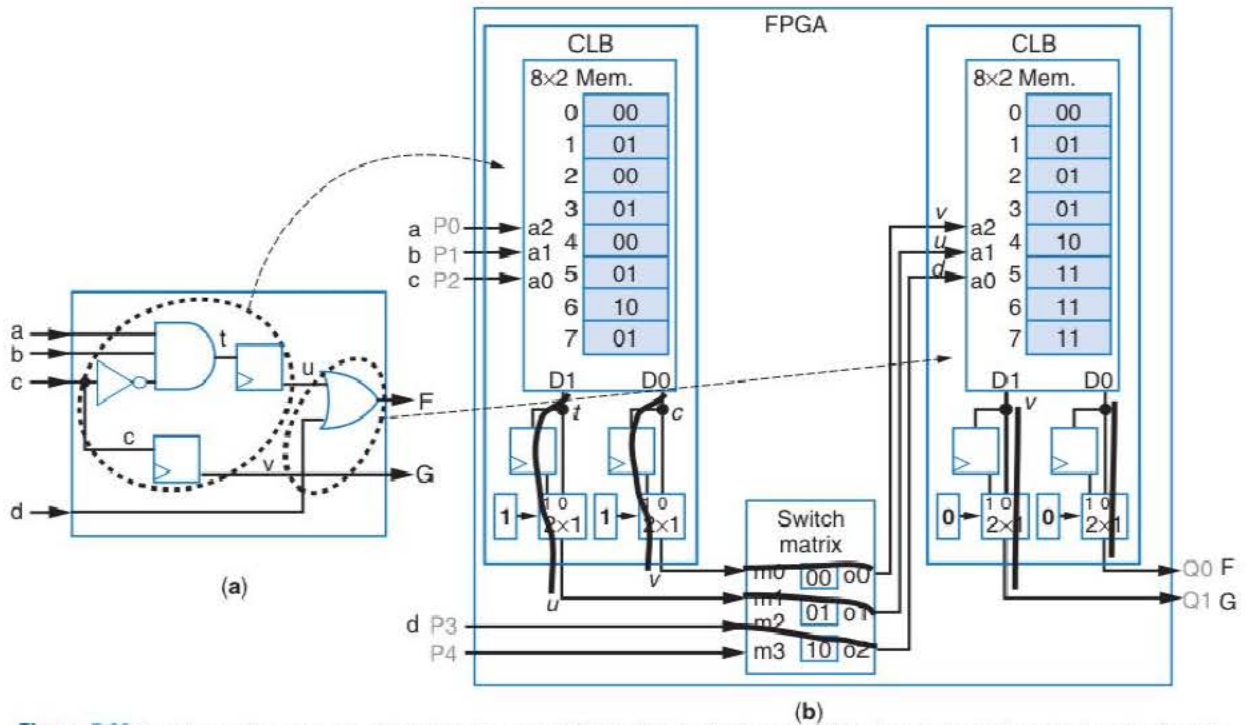 FPGA
CLB
8×2 Mem.
0 00
1 01
2 00
3 01
4 00
5 01
6 10
7 01
a P0 a2
b P1 a1
c P2 a0
D1 D0
t c
1 0 1 0
1 2×1 1 2×1
u v
a
b
c
t
u
F
c
v
G
d
(a)
Switch
matrix
m0 00 o0
m1 01 o1
m2
m3 10 o2
d P3
P4
CLB
8×2 Mem.
0 00
1 01
2 01
3 01
4 10
5 11
6 11
7 11
v a2
u a1
d a0
D1 D0
v
1 0 1 0
0 2×1 0 2×1
Q0 F
Q1 G
(b)